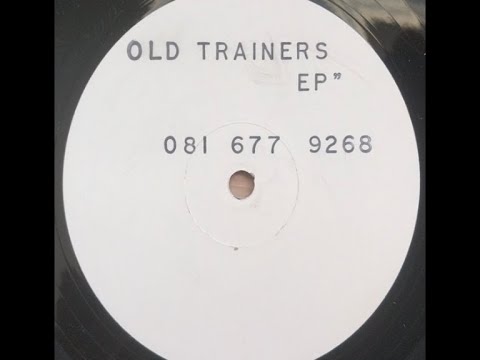 OLD TRAINERS
EP"
081 677 9268